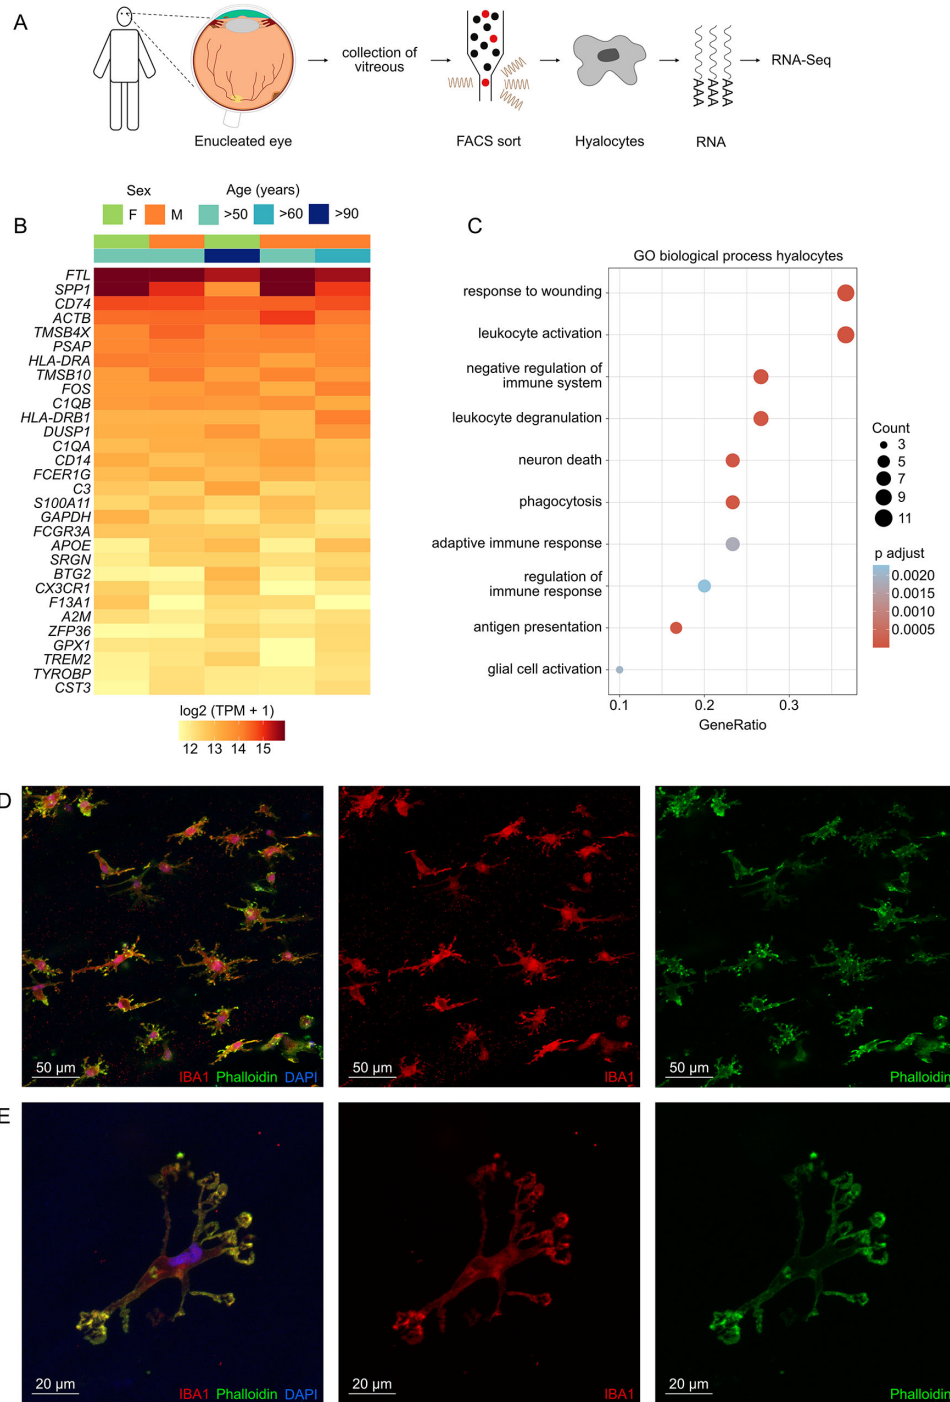 A
collection of
vitreous
RNA-Seq
AAA
AAA
AAA
Enucleated eye
FACS sort
Hyalocytes
RNA
B
Sex
Age (years)
F
M
>50
>60
>90
FTL
SPP1
CD74
ACTB
TMSB4X
PSAP
HLA-DRA
TMSB10
FOS
C1QB
HLA-DRB1
DUSP1
C1QA
CD14
FCER1G
C3
S100A11
GAPDH
FCGR3A
APOE
SRGN
BTG2
CX3CR1
F13A1
A2M
ZFP36
GPX1
TREM2
TYROBP
CST3
log2 (TPM + 1)
12 13 14 15
C
GO biological process hyalocytes
response to wounding
leukocyte activation
negative regulation of
immune system
leukocyte degranulation
neuron death
phagocytosis
adaptive immune response
regulation of
immune response
antigen presentation
glial cell activation
0.1 0.2 0.3
GeneRatio
Count
3
5
7
9
11
p adjust
0.0020
0.0015
0.0010
0.0005
D
50 µm
IBA1 Phalloidin DAPI
50 µm
IBA1
50 µm
Phalloidin
E
20 µm
IBA1 Phalloidin DAPI
20 µm
IBA1
20 µm
Phalloidin